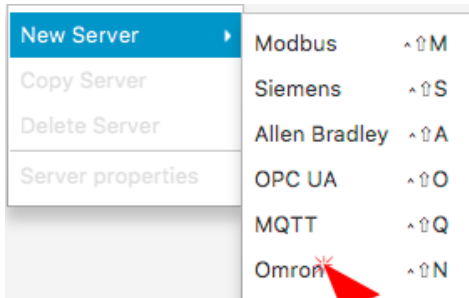 New Server
Copy Server
Delete Server
Server properties
Modbus ^⇧M
Siemens ^⇧S
Allen Bradley ^⇧A
OPC UA ^⇧O
MQTT ^⇧Q
Omron ^⇧N